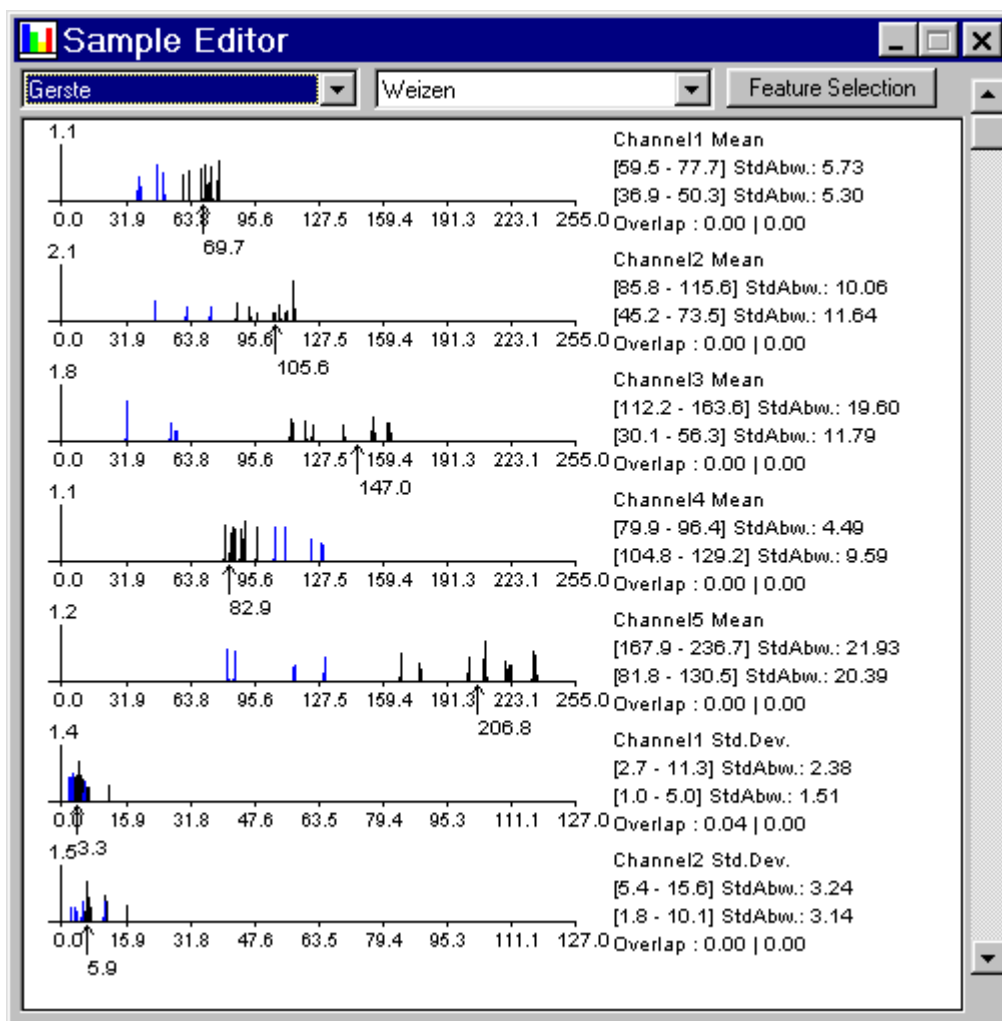 Sample Editor
Gerste
Weizen
Feature Selection
1.1
0.0 31.9 63.8 95.6 127.5 159.4 191.3 223.1 255.0
69.7
Channel1 Mean
[59.5 - 77.7] StdAbw.: 5.73
[36.9 - 50.3] StdAbw.: 5.30
Overlap : 0.00 | 0.00
2.1
0.0 31.9 63.8 95.6 127.5 159.4 191.3 223.1 255.0
105.6
Channel2 Mean
[85.8 - 115.6] StdAbw.: 10.06
[45.2 - 73.5] StdAbw.: 11.64
Overlap : 0.00 | 0.00
1.8
0.0 31.9 63.8 95.6 127.5 159.4 191.3 223.1 255.0
147.0
Channel3 Mean
[112.2 - 163.6] StdAbw.: 19.60
[30.1 - 56.3] StdAbw.: 11.79
Overlap : 0.00 | 0.00
1.1
0.0 31.9 63.8 95.6 127.5 159.4 191.3 223.1 255.0
82.9
Channel4 Mean
[79.9 - 96.4] StdAbw.: 4.49
[104.8 - 129.2] StdAbw.: 9.59
Overlap : 0.00 | 0.00
1.2
0.0 31.9 63.8 95.6 127.5 159.4 191.3 223.1 255.0
206.8
Channel5 Mean
[167.9 - 236.7] StdAbw.: 21.93
[81.8 - 130.5] StdAbw.: 20.39
Overlap : 0.00 | 0.00
1.4
0.0 15.9 31.8 47.6 63.5 79.4 95.3 111.1 127.0
3.3
Channel1 Std.Dev.
[2.7 - 11.3] StdAbw.: 2.38
[1.0 - 5.0] StdAbw.: 1.51
Overlap : 0.04 | 0.00
1.5
0.0 15.9 31.8 47.6 63.5 79.4 95.3 111.1 127.0
5.9
Channel2 Std.Dev.
[5.4 - 15.6] StdAbw.: 3.24
[1.8 - 10.1] StdAbw.: 3.14
Overlap : 0.00 | 0.00